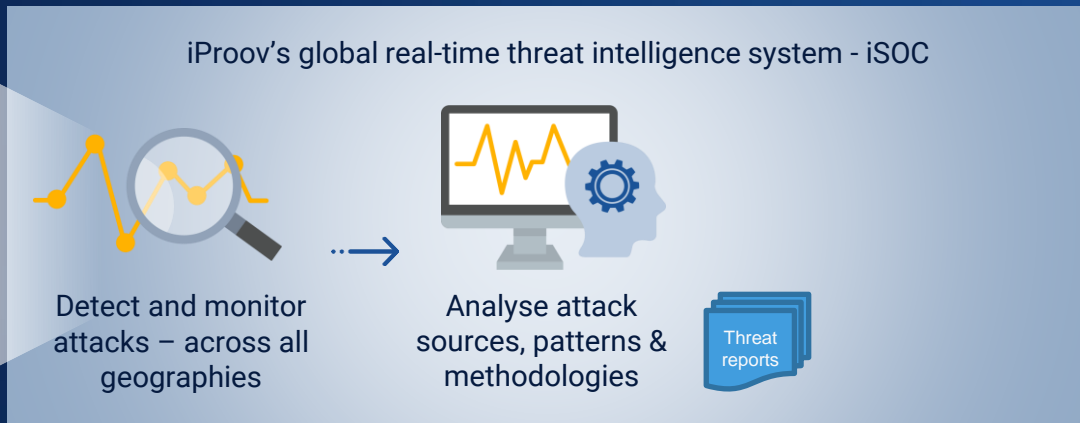 iProov’s global real-time threat intelligence system - iSOC
Detect and monitor
attacks – across all
geographies
Analyse attack
sources, patterns &
methodologies
Threat
reports